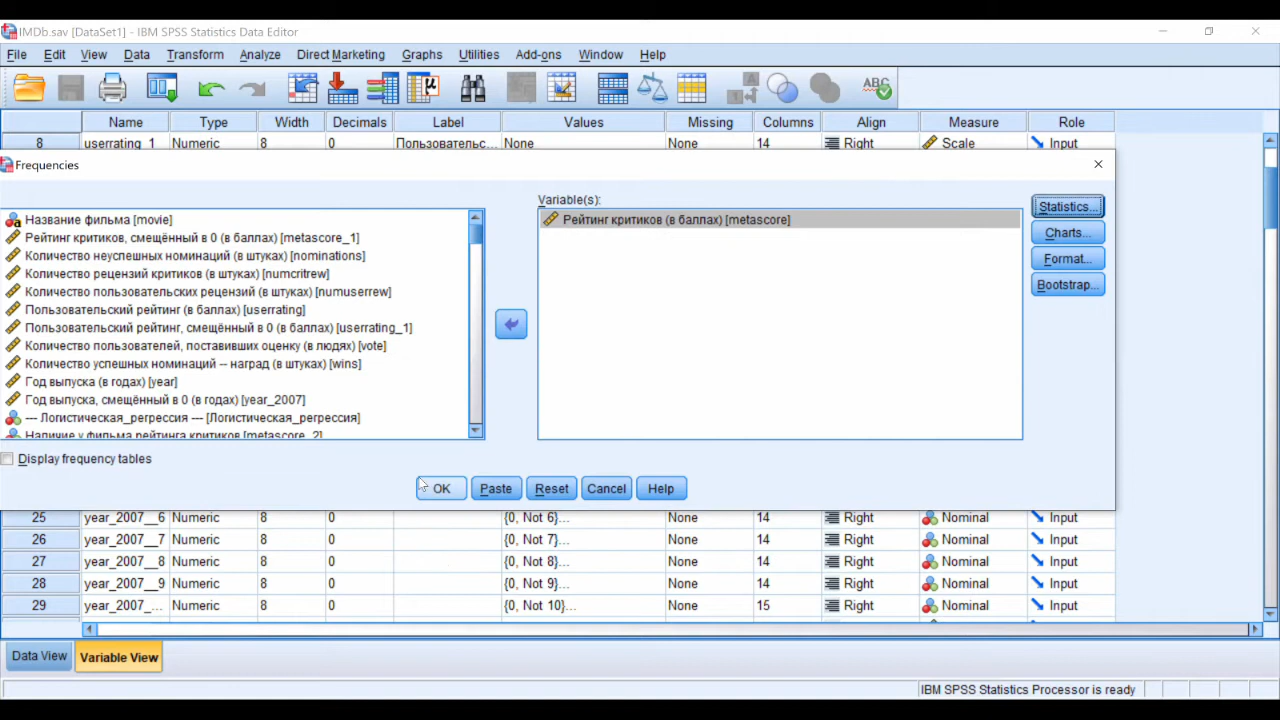 IMDb.sav [DataSet1] - IBM SPSS Statistics Data Editor
File Edit View Data Transform Analyze Direct Marketing Graphs Utilities Add-ons Window Help
Name Type Width Decimals Label Values Missing Columns Align Measure Role
8 userrating_1 Numeric 8 0 Пользовательс... None None 14 Right Scale Input
Frequencies
Variable(s):
Название фильма [movie]
Рейтинг критиков, смещённый в 0 (в баллах) [metascore_1]
Количество неуспешных номинаций (в штуках) [nominations]
Количество рецензий критиков (в штуках) [numcritrew]
Количество пользовательских рецензий (в штуках) [numuserrew]
Пользовательский рейтинг (в баллах) [userrating]
Пользовательский рейтинг, смещённый в 0 (в баллах) [userrating_1]
Количество пользователей, поставивших оценку (в людях) [vote]
Количество успешных номинаций -- наград (в штуках) [wins]
Год выпуска (в годах) [year]
Год выпуска, смещённый в 0 (в годах) [year_2007]
--- Логистическая_регрессия --- [Логистическая_регрессия]
Наличие у фильма рейтинга критиков [metascore_2]
Рейтинг критиков (в баллах) [metascore]
Statistics...
Charts...
Format...
Bootstrap...
Display frequency tables
OK Paste Reset Cancel Help
25 year_2007__6 Numeric 8 0 {0, Not 6}... None 14 Right Nominal Input
26 year_2007__7 Numeric 8 0 {0, Not 7}... None 14 Right Nominal Input
27 year_2007__8 Numeric 8 0 {0, Not 8}... None 14 Right Nominal Input
28 year_2007__9 Numeric 8 0 {0, Not 9}... None 14 Right Nominal Input
29 year_2007_... Numeric 8 0 {0, Not 10}... None 15 Right Nominal Input
Data View Variable View
IBM SPSS Statistics Processor is ready